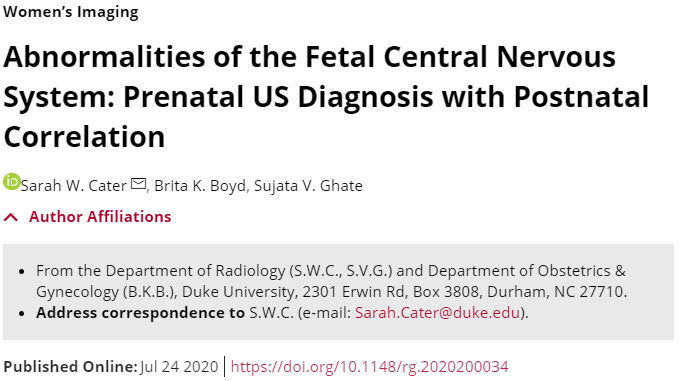 Women’s Imaging
Abnormalities of the Fetal Central Nervous
System: Prenatal US Diagnosis with Postnatal
Correlation
iD Sarah W. Cater, Brita K. Boyd, Sujata V. Ghate
Author Affiliations
• From the Department of Radiology (S.W.C., S.V.G.) and Department of Obstetrics &
Gynecology (B.K.B.), Duke University, 2301 Erwin Rd, Box 3808, Durham, NC 27710.
• Address correspondence to S.W.C. (e-mail: Sarah.Cater@duke.edu).
Published Online: Jul 24 2020 | https://doi.org/10.1148/rg.2020200034